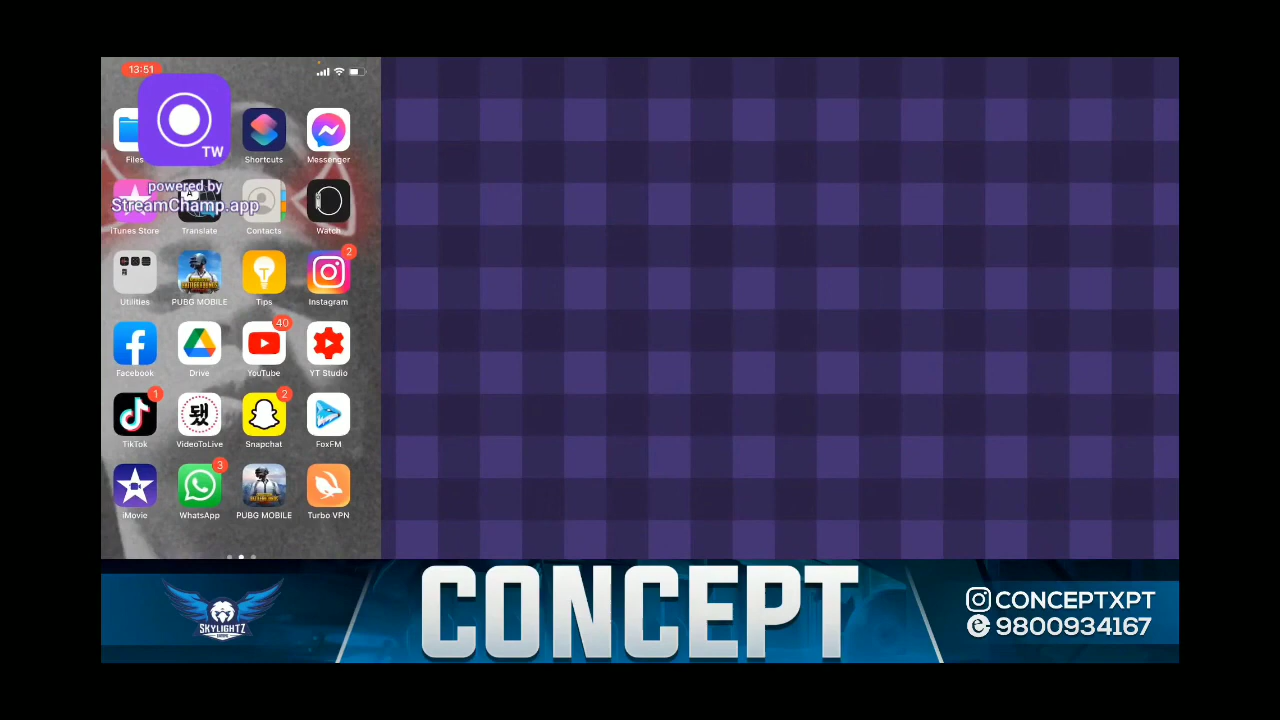 13:51
TW
powered by
StreamChamp.app
Files
Shortcuts
Messenger
iTunes Store
Translate
Contacts
Watch
2
Utilities
PUBG MOBILE
Tips
Instagram
40
Facebook
Drive
YouTube
YT Studio
1
됐
2
TikTok
VideoToLive
Snapchat
FoxFM
3
iMovie
WhatsApp
PUBG MOBILE
Turbo VPN
SKYLIGHTZ
CONCEPT
CONCEPTXPT
9800934167